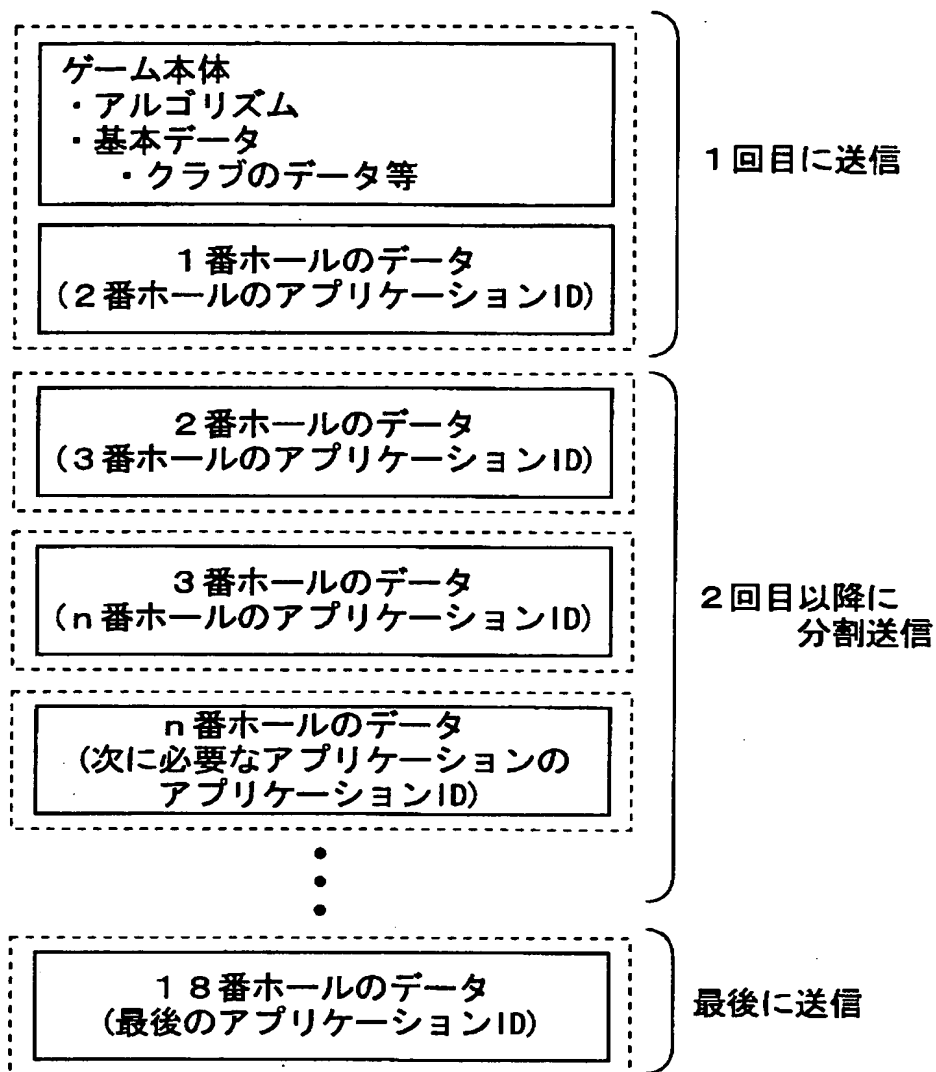 ゲーム本体
・アルゴリズム
・基本データ
・クラブのデータ等
1番ホールのデータ
(2番ホールのアプリケーションID)
1回目に送信
2番ホールのデータ
(3番ホールのアプリケーションID)
3番ホールのデータ
(n番ホールのアプリケーションID)
n番ホールのデータ
(次に必要なアプリケーションの
アプリケーションID)
2回目以降に
分割送信
18番ホールのデータ
(最後のアプリケーションID)
最後に送信